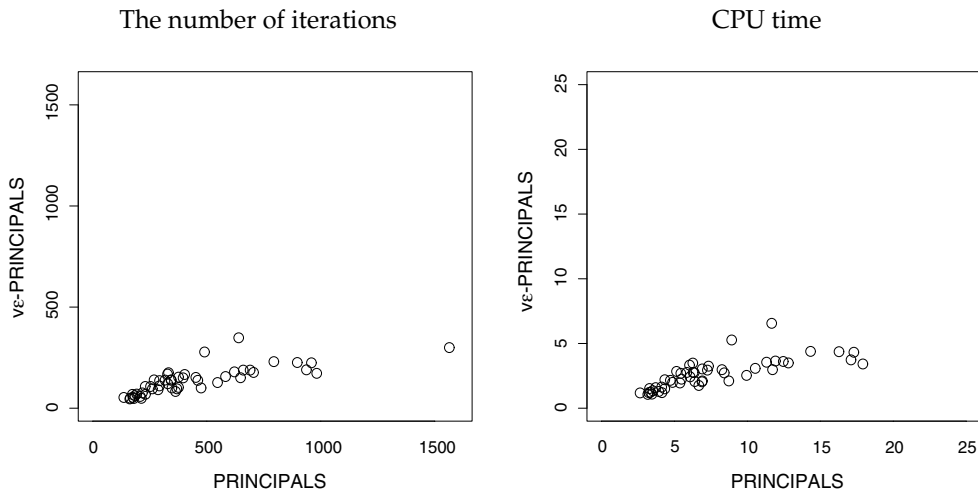 The number of iterations
1500
1000
500
0
vε-PRINCIPALS
0 500 1000 1500
PRINCIPALS
CPU time
25
20
15
10
5
0
vε-PRINCIPALS
0 5 10 15 20 25
PRINCIPALS